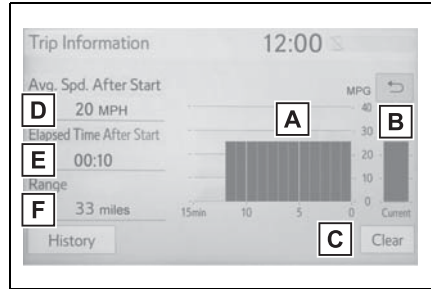 Trip Information 12:00
Avg. Spd. After Start
MPG
D 20 MPH
40
A
B
30
Elapsed Time After Start
E 00:10
20
10
Range
F 33 miles
0
15min 10 5 0 Current
History
C
Clear